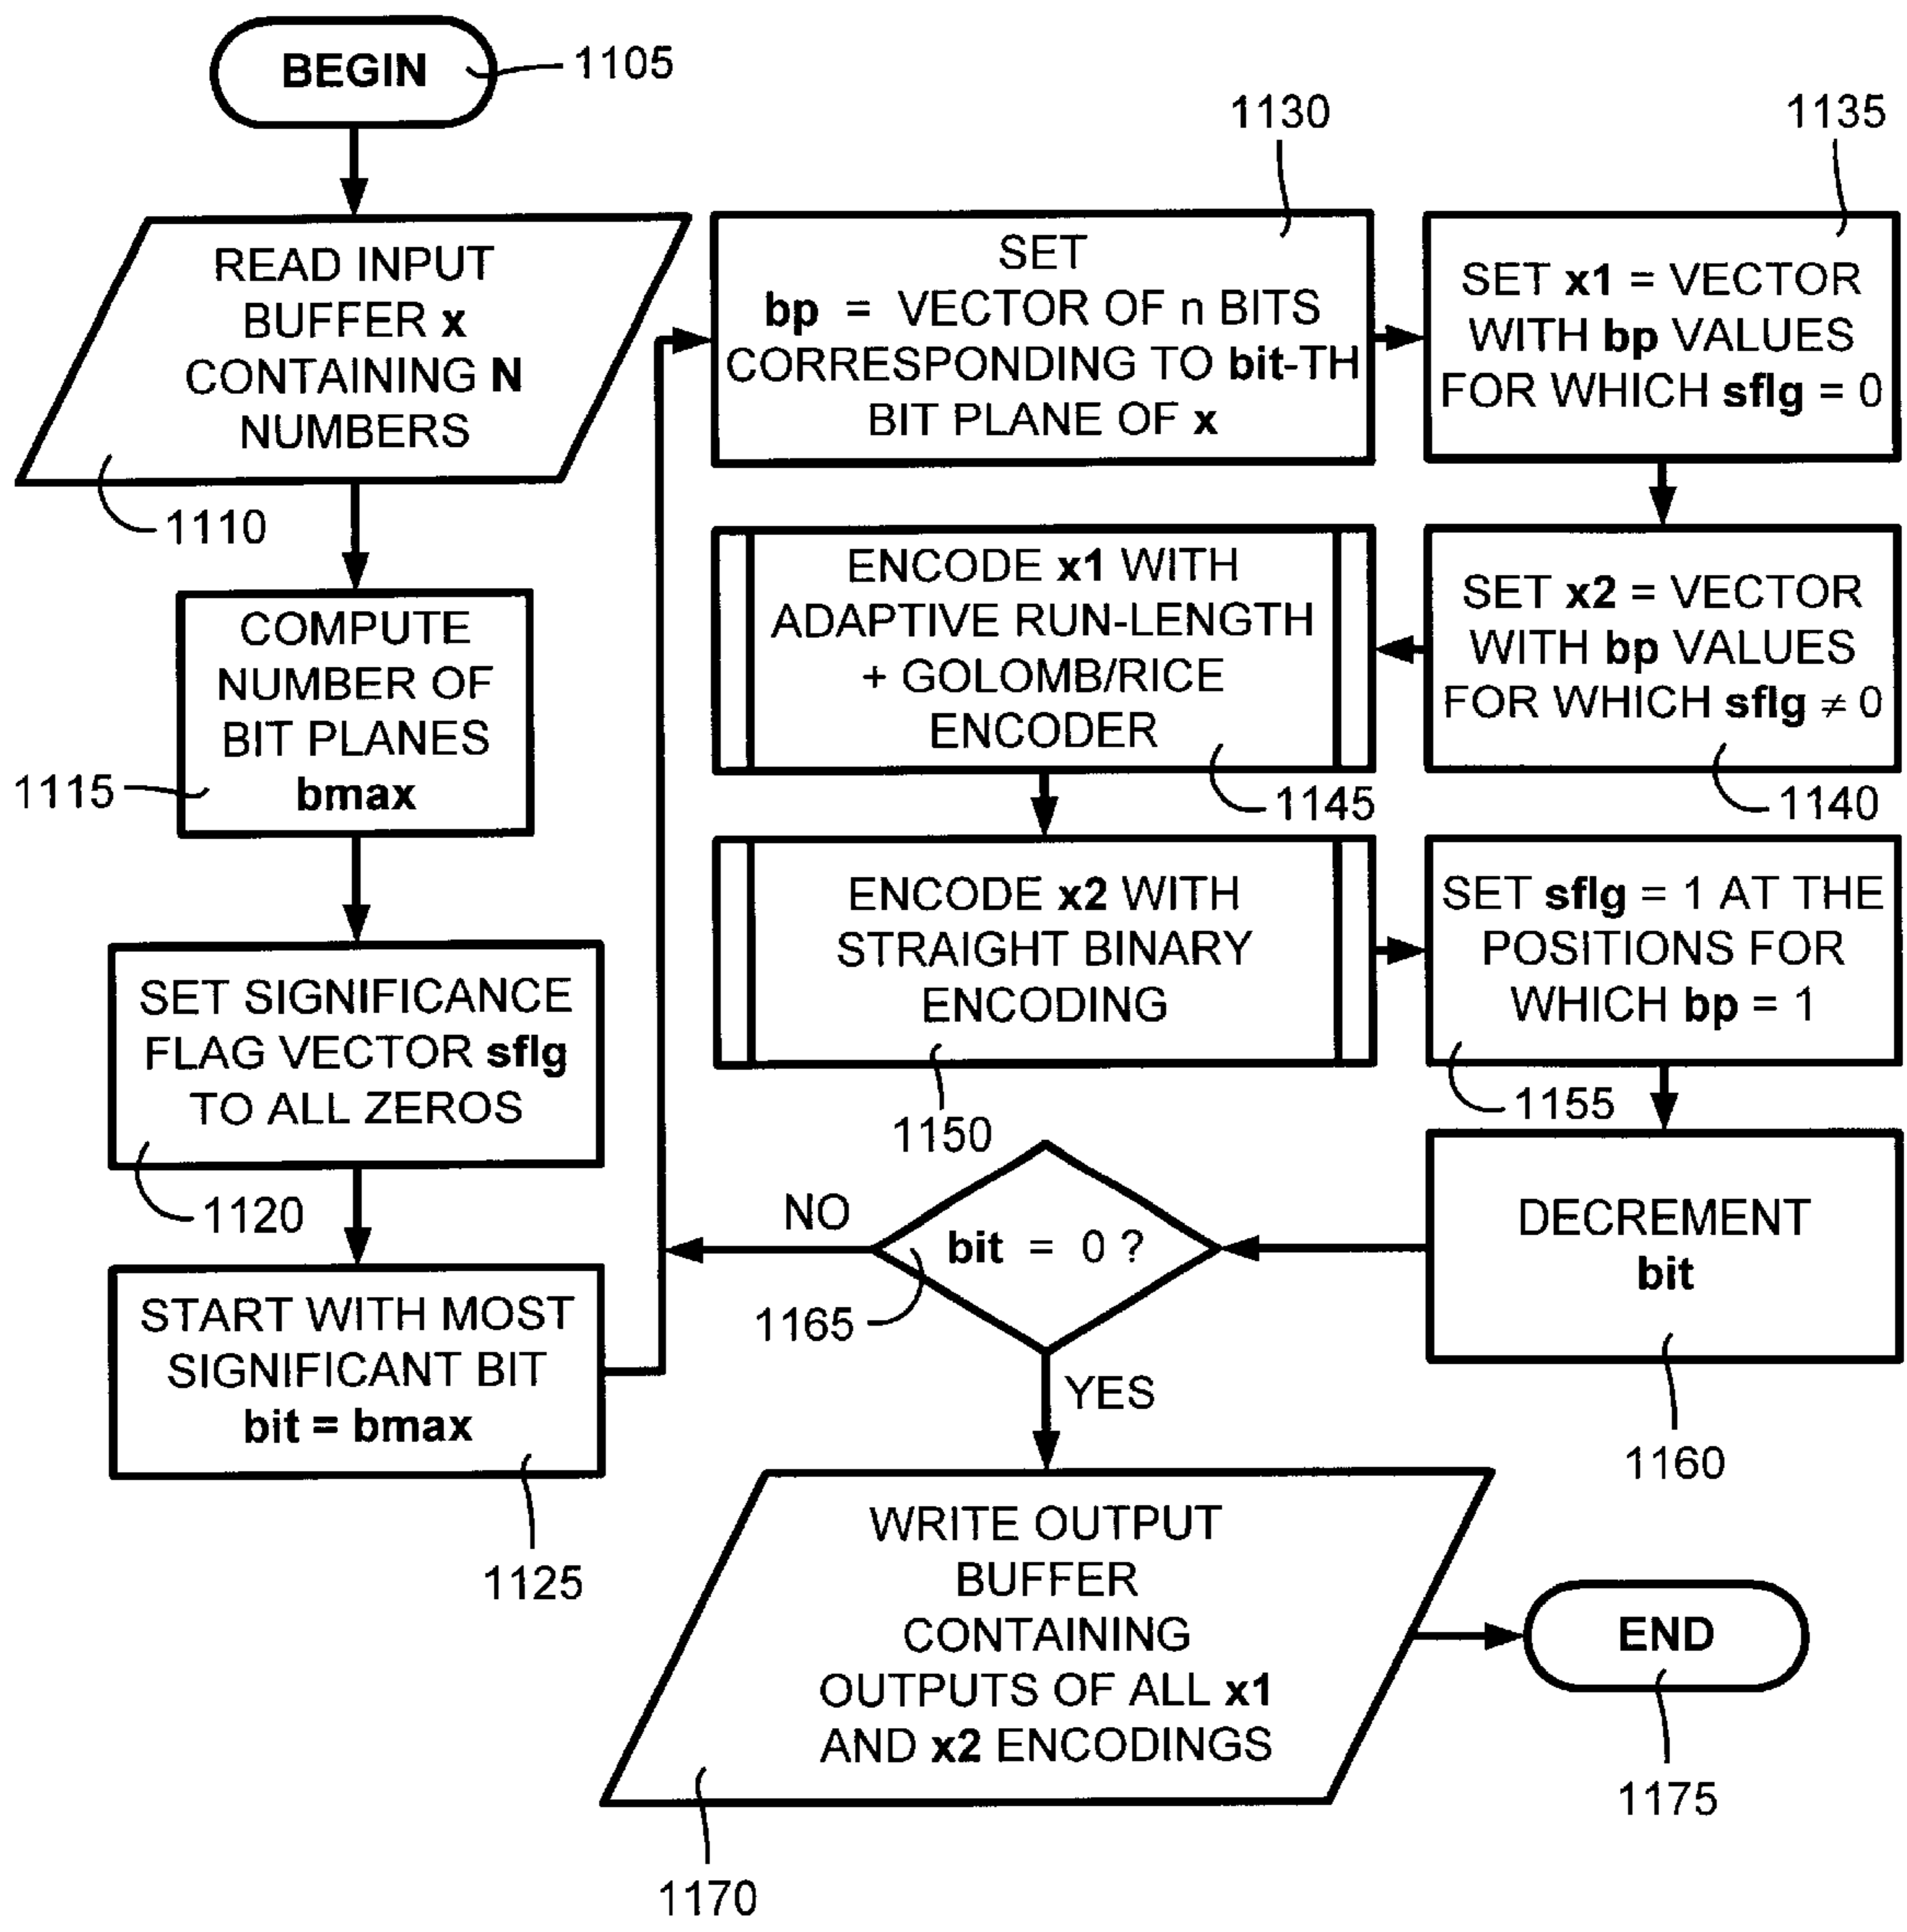 BEGIN
1105
READ INPUT
BUFFER x
CONTAINING N
NUMBERS
1110
COMPUTE
NUMBER OF
BIT PLANES
bmax
1115
SET SIGNIFICANCE
FLAG VECTOR sflg
TO ALL ZEROS
1120
START WITH MOST
SIGNIFICANT BIT
bit = bmax
1125
1130
SET
bp = VECTOR OF n BITS
CORRESPONDING TO bit-TH
BIT PLANE OF x
1135
SET x1 = VECTOR
WITH bp VALUES
FOR WHICH sflg = 0
SET x2 = VECTOR
WITH bp VALUES
FOR WHICH sflg ≠ 0
1140
ENCODE x1 WITH
ADAPTIVE RUN-LENGTH
+ GOLOMB/RICE
ENCODER
1145
ENCODE x2 WITH
STRAIGHT BINARY
ENCODING
1150
SET sflg = 1 AT THE
POSITIONS FOR
WHICH bp = 1
1155
DECREMENT
bit
1160
bit = 0 ?
1165
NO
YES
WRITE OUTPUT
BUFFER
CONTAINING
OUTPUTS OF ALL x1
AND x2 ENCODINGS
1170
END
1175